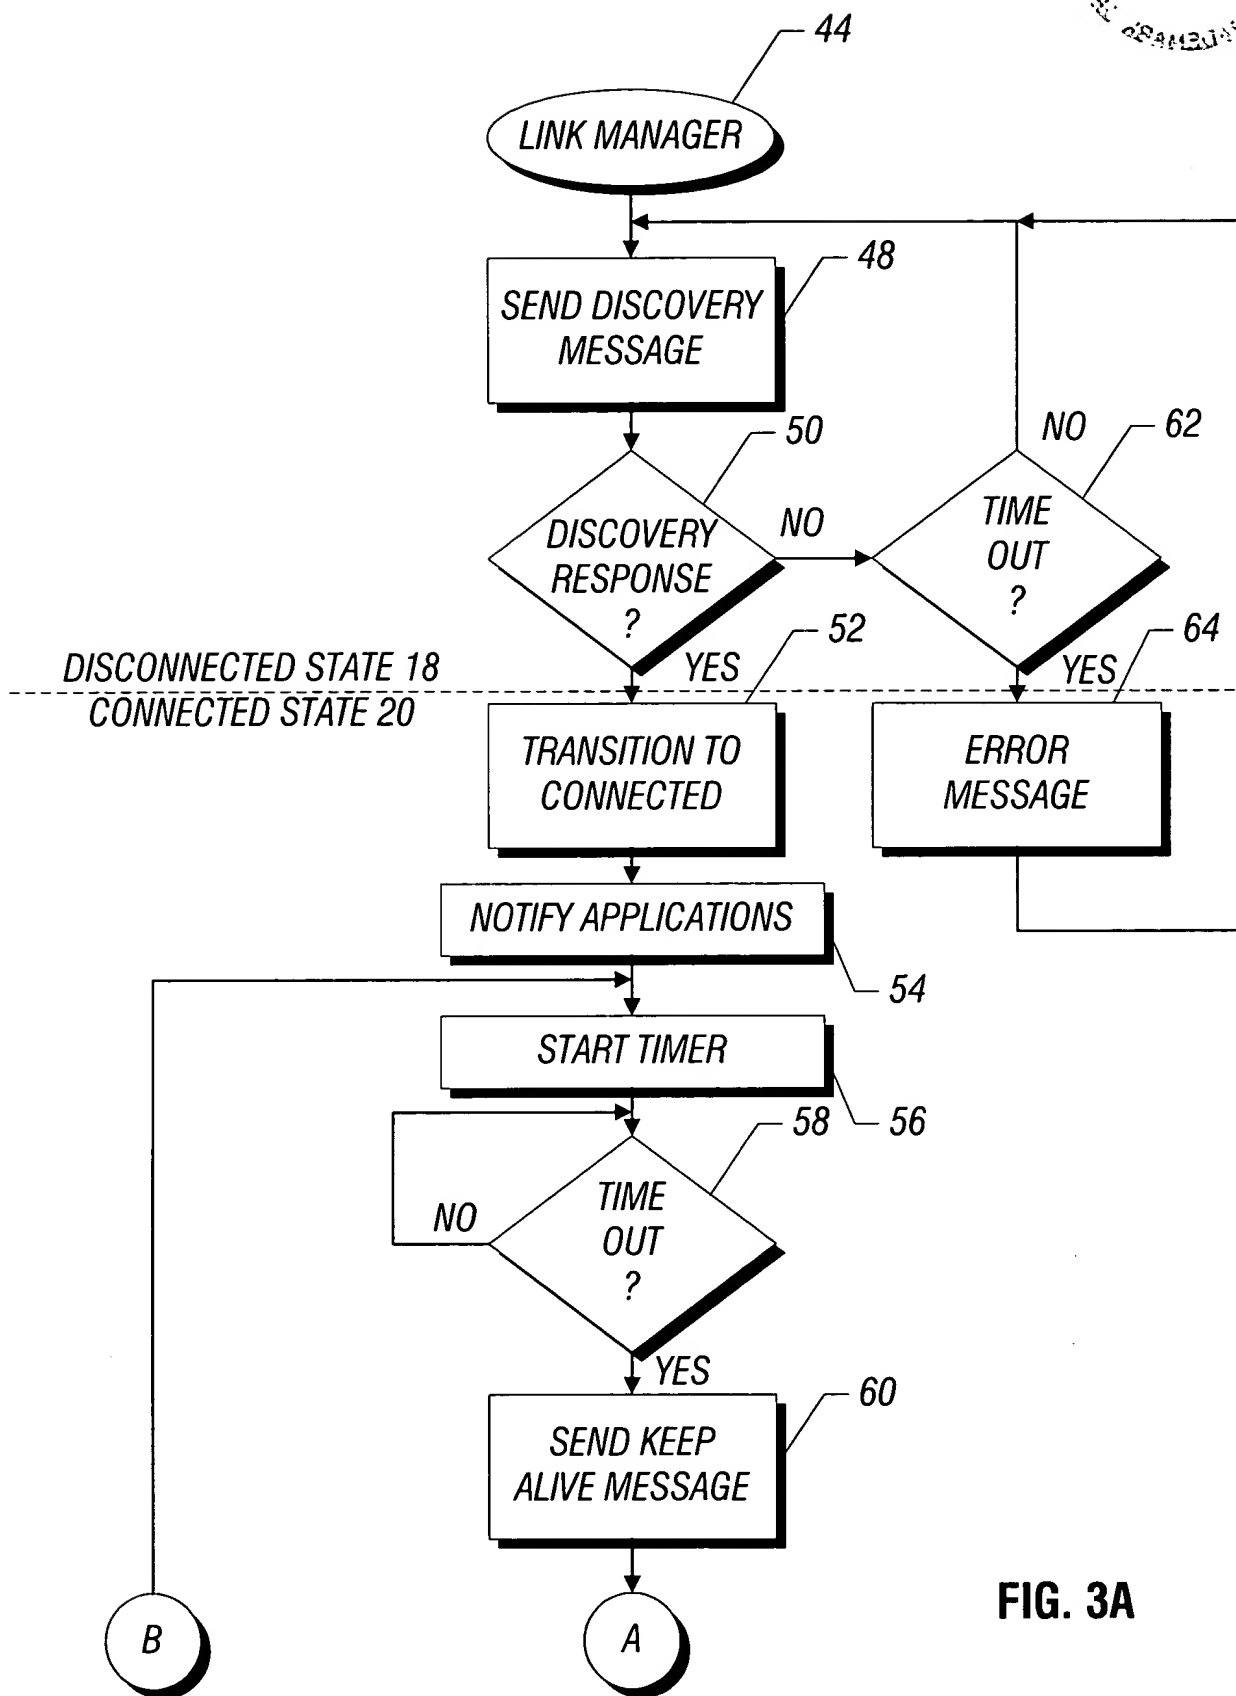 44
LINK MANAGER
48
SEND DISCOVERY
MESSAGE
50
NO
62
DISCOVERY
RESPONSE
?
NO
TIME
OUT
?
52
64
DISCONNECTED STATE 18
YES
YES
CONNECTED STATE 20
TRANSITION TO
CONNECTED
ERROR
MESSAGE
NOTIFY APPLICATIONS
54
START TIMER
56
58
TIME
OUT
?
NO
YES
60
SEND KEEP
ALIVE MESSAGE
B
A
FIG. 3A